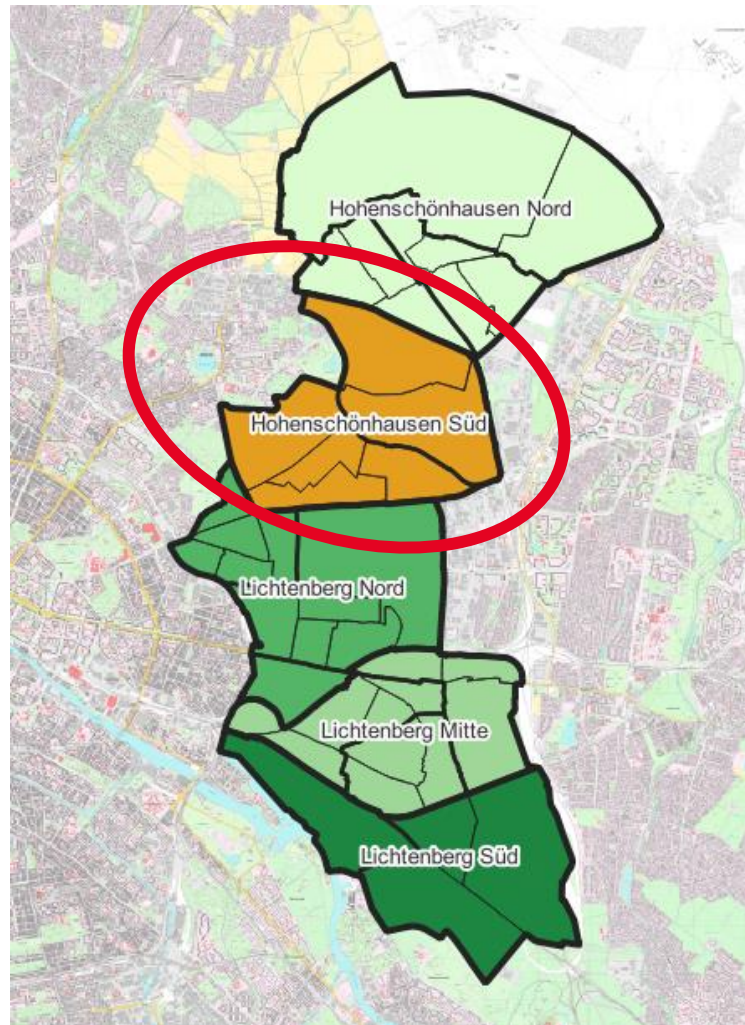 Hohenschönhausen Nord
Hohenschönhausen Süd
Lichtenberg Nord
Lichtenberg Mitte
Lichtenberg Süd